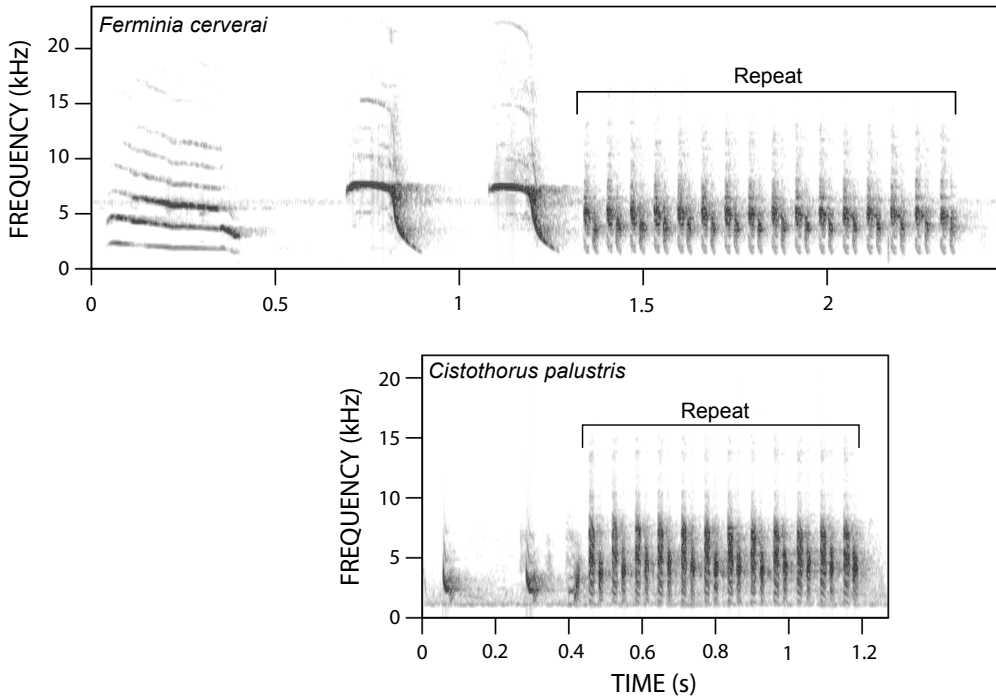 Ferminia cerverai
FREQUENCY (kHz)
20
15
10
5
0
Repeat
0 0.5 1 1.5 2
Cistothorus palustris
FREQUENCY (kHz)
20
15
10
5
0
Repeat
0 0.2 0.4 0.6 0.8 1 1.2
TIME (s)